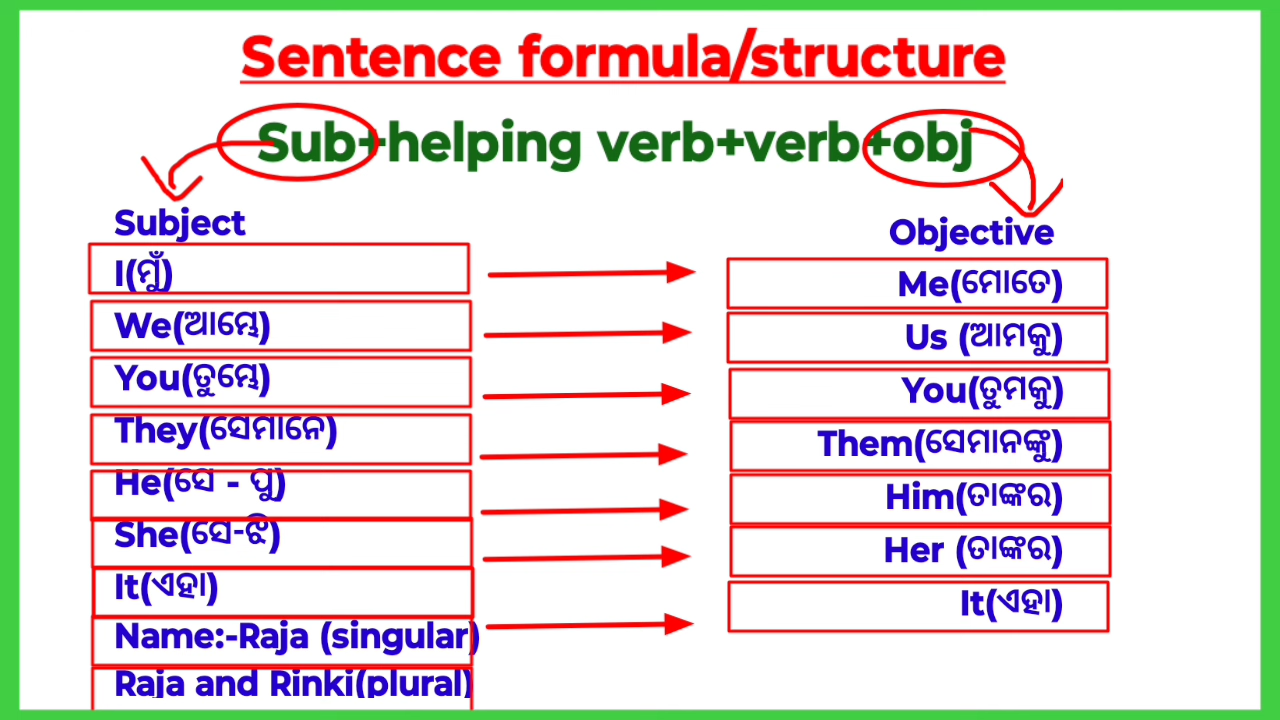 Sentence formula/structure
Sub+helping verb+verb+obj
Subject
I(ମୁଁ)
We(ଆମ୍ଭେ)
You(ତୁମ୍ଭେ)
They(ସେମାନେ)
He(ସେ - ପୁ)
She(ସେ-ଝି)
It(ଏହା)
Name:-Raja (singular)
Raja and Rinki(plural)
Objective
Me(ମୋତେ)
Us (ଆମକୁ)
You(ତୁମକୁ)
Them(ସେମାନଙ୍କୁ)
Him(ତାଙ୍କର)
Her (ତାଙ୍କର)
It(ଏହା)